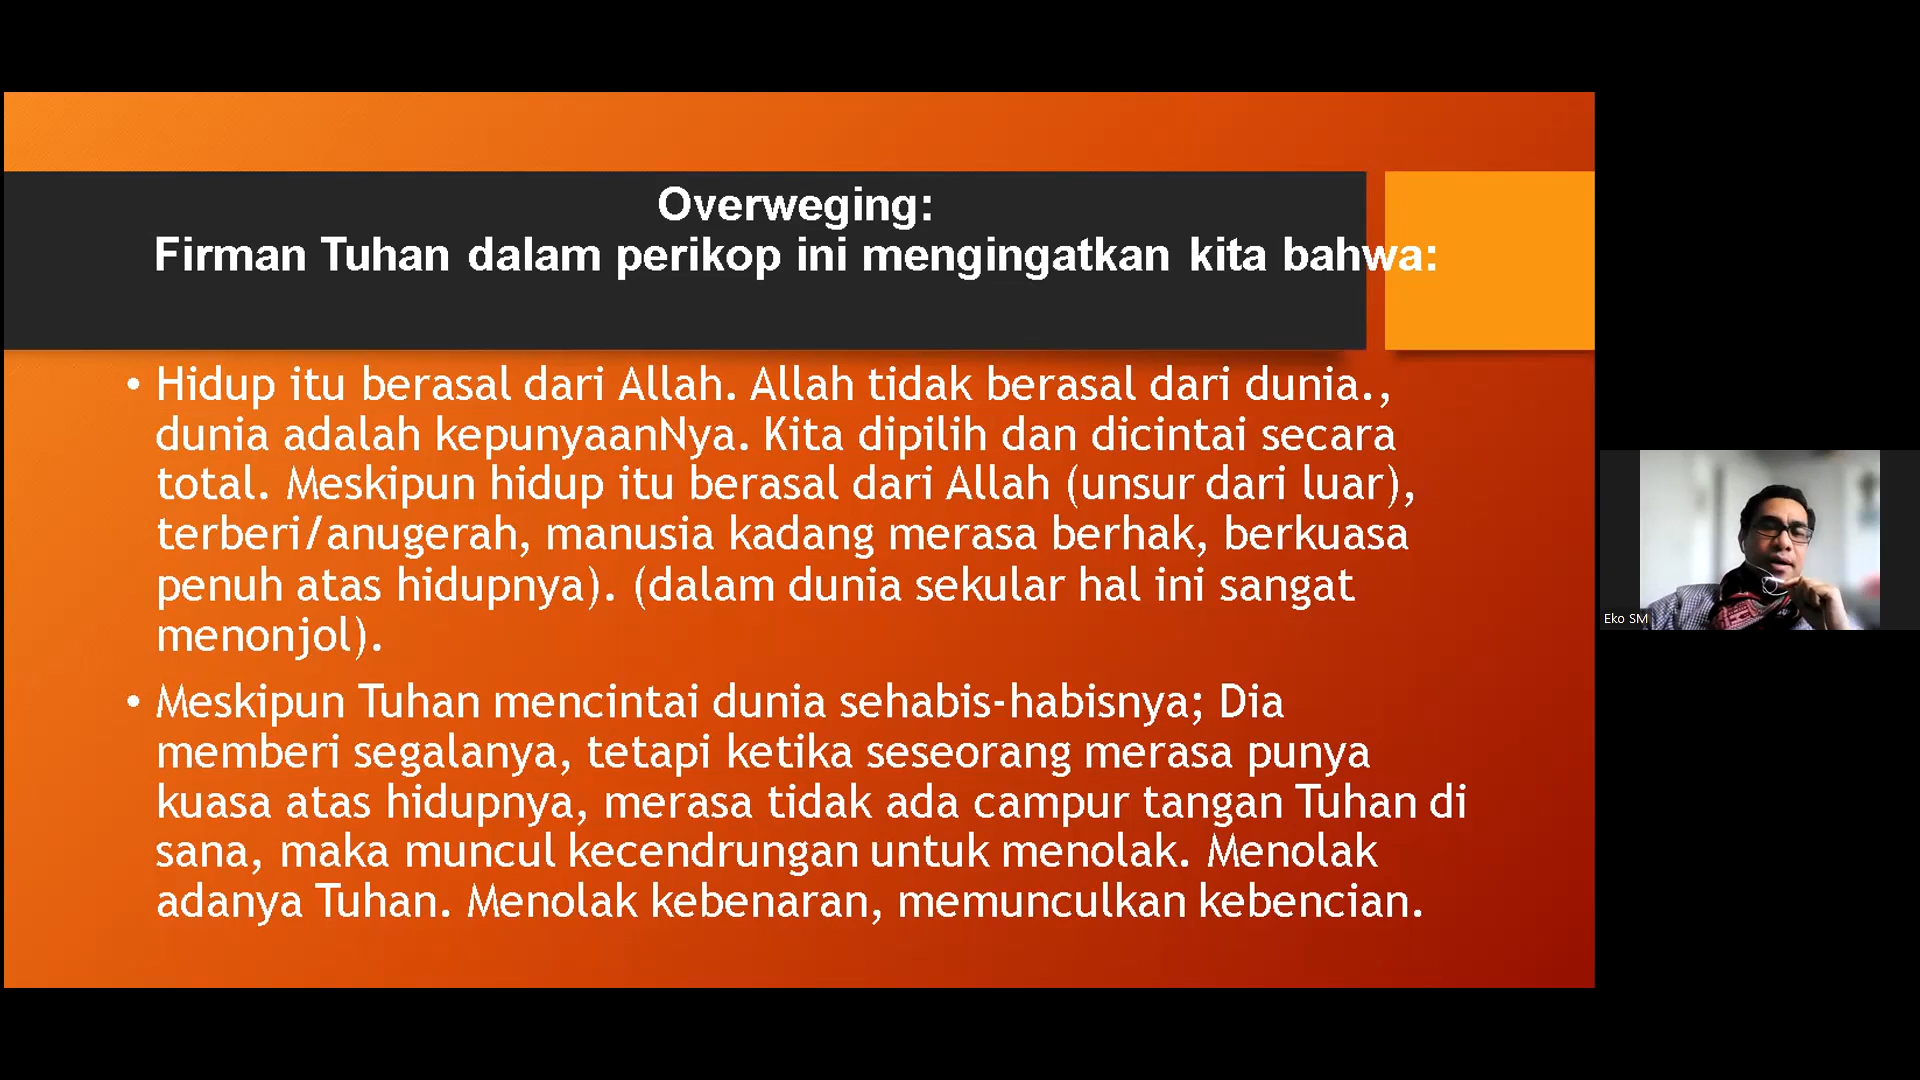 Overweging:
Firman Tuhan dalam perikop ini mengingatkan kita bahwa:
• Hidup itu berasal dari Allah. Allah tidak berasal dari dunia.,
dunia adalah kepunyaanNya. Kita dipilih dan dicintai secara
total. Meskipun hidup itu berasal dari Allah (unsur dari luar),
terberi/anugerah, manusia kadang merasa berhak, berkuasa
penuh atas hidupnya). (dalam dunia sekular hal ini sangat
menonjol).
• Meskipun Tuhan mencintai dunia sehabis-habisnya; Dia
memberi segalanya, tetapi ketika seseorang merasa punya
kuasa atas hidupnya, merasa tidak ada campur tangan Tuhan di
sana, maka muncul kecendrungan untuk menolak. Menolak
adanya Tuhan. Menolak kebenaran, memunculkan kebencian.
Eko SM